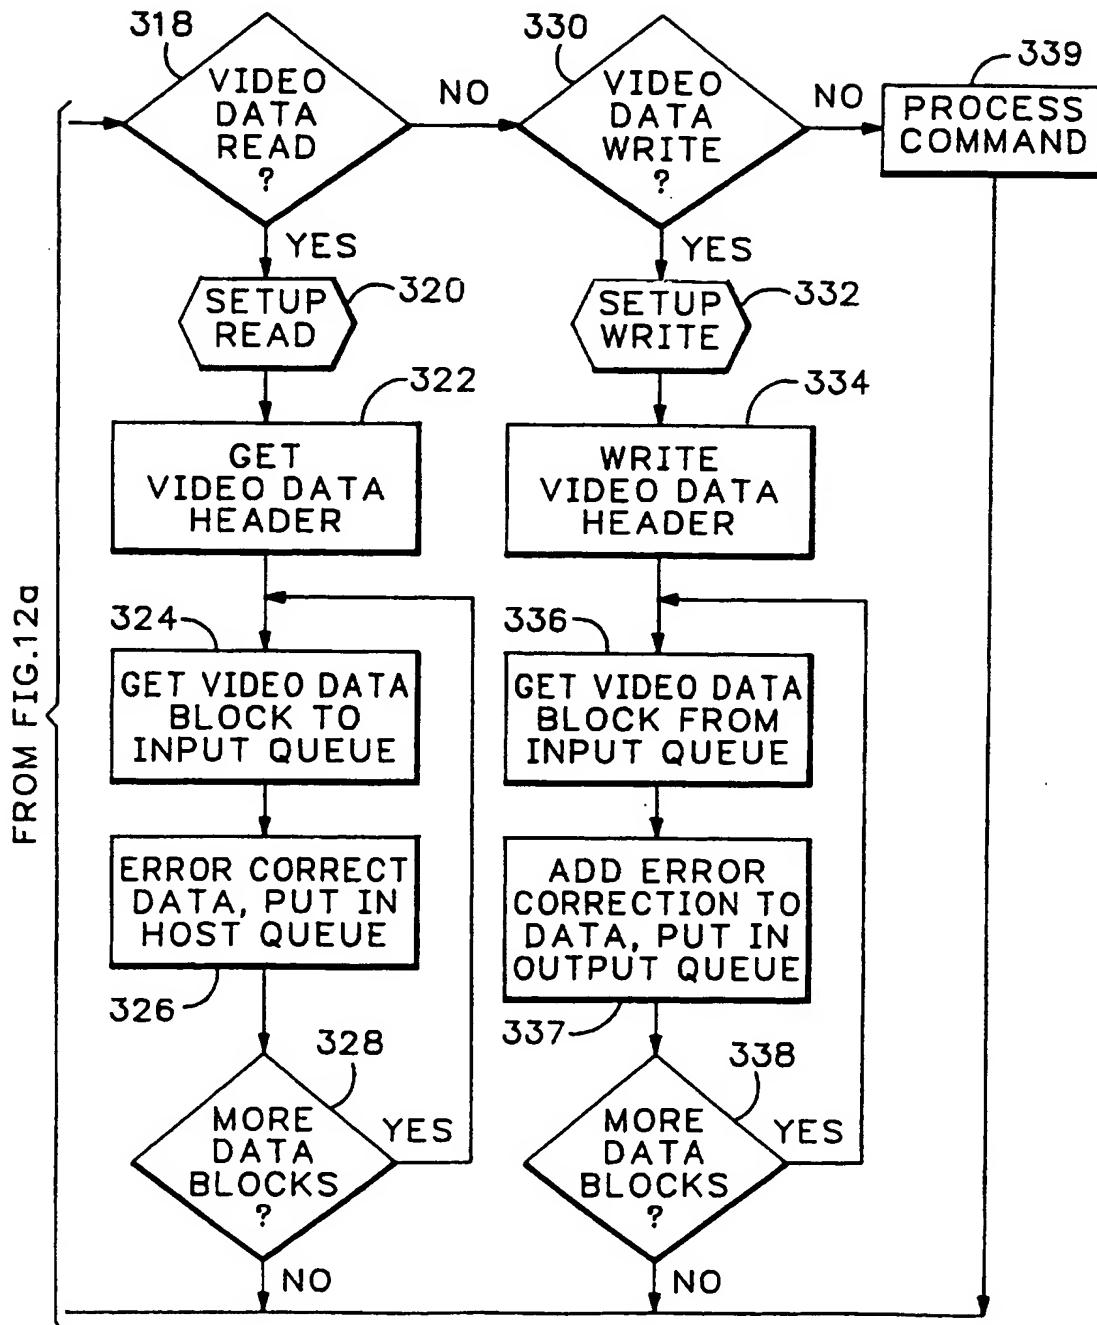 318
VIDEO
DATA
READ
?
NO
330
VIDEO
DATA
WRITE
?
NO
339
PROCESS
COMMAND
YES
SETUP
READ
320
YES
SETUP
WRITE
332
322
GET
VIDEO DATA
HEADER
334
WRITE
VIDEO DATA
HEADER
FROM FIG.12a
324
GET VIDEO DATA
BLOCK TO
INPUT QUEUE
336
GET VIDEO DATA
BLOCK FROM
INPUT QUEUE
ERROR CORRECT
DATA, PUT IN
HOST QUEUE
326
ADD ERROR
CORRECTION TO
DATA, PUT IN
OUTPUT QUEUE
337
328
MORE
DATA
BLOCKS
?
YES
NO
338
MORE
DATA
BLOCKS
?
YES
NO